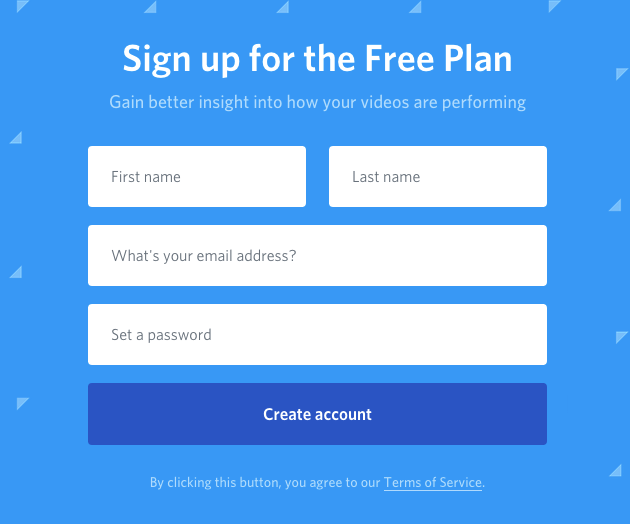 Sign up for the Free Plan
Gain better insight into how your videos are performing
First name
Last name
What's your email address?
Set a password
Create account
By clicking this button, you agree to our Terms of Service.